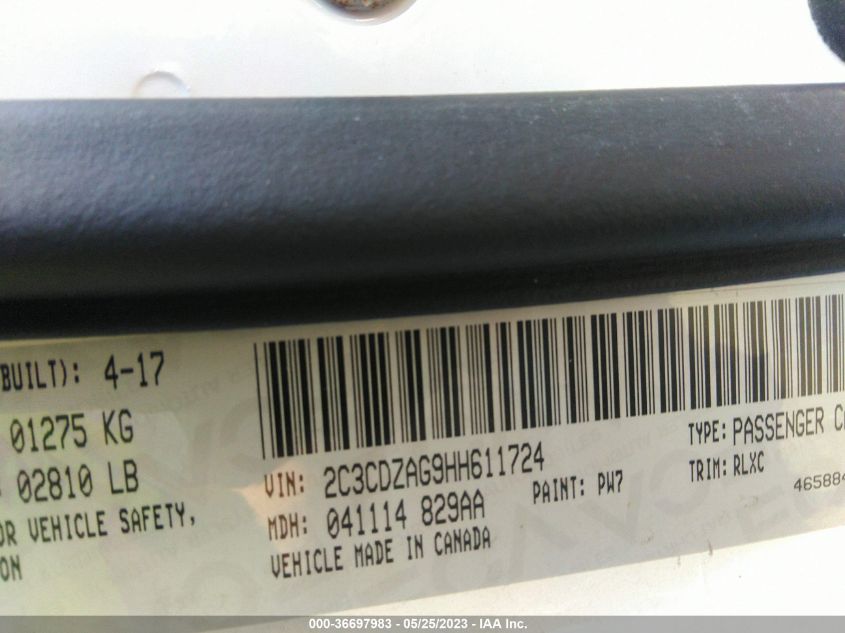 BUILT): 4-17
01275 KG
02810 LB
OR VEHICLE SAFETY,
ON
VIN: 2C3CDZAG9HH611724
TYPE: PASSENGER
MDH: 041114 829AA
PAINT: PW7
TRIM: RLXC
VEHICLE MADE IN CANADA
46588
000-36697983 - 05/25/2023 - IAA Inc.